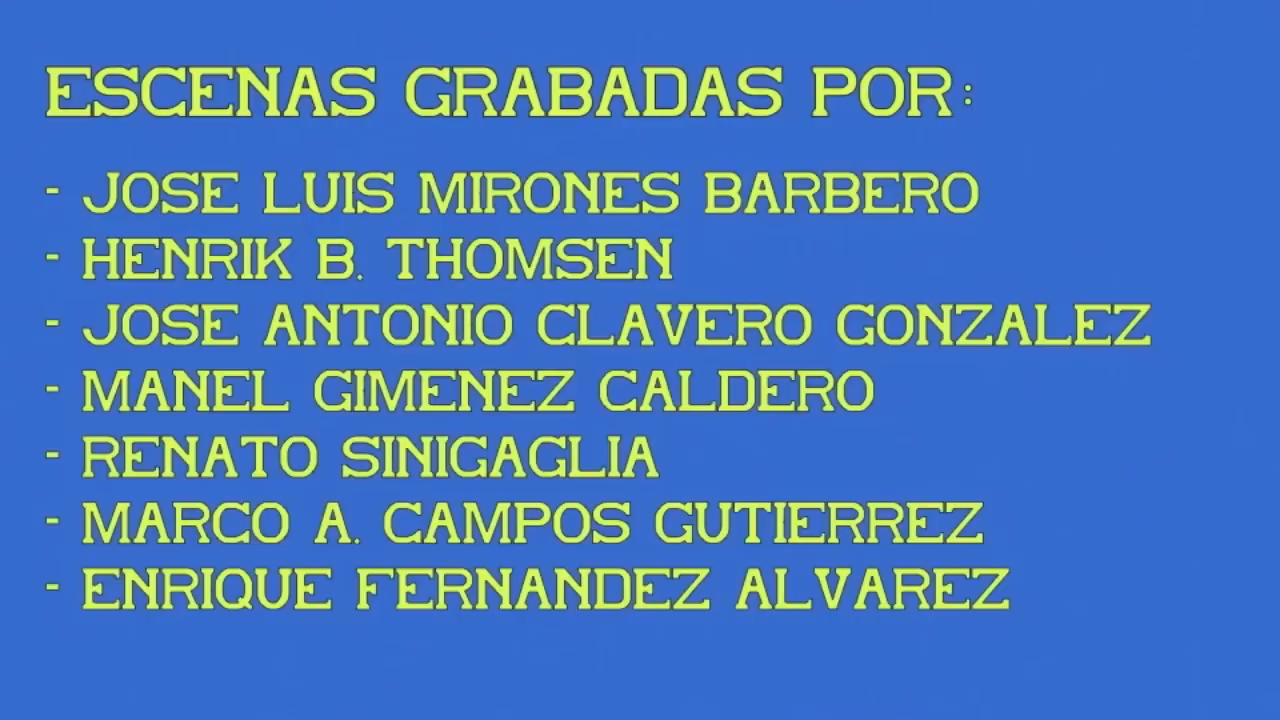 ESCENAS GRABADAS POR:
- JOSE LUIS MIRONES BARBERO
- HENRIK B. THOMSEN
- JOSE ANTONIO CLAVERO GONZALEZ
- MANEL GIMENEZ CALDERO
- RENATO SINIGAGLIA
- MARCO A. CAMPOS GUTIERREZ
- ENRIQUE FERNANDEZ ALVAREZ